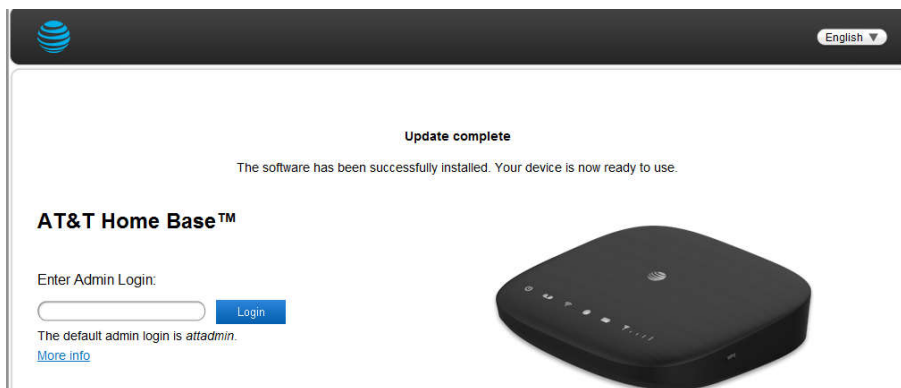 English ▼
Update complete
The software has been successfully installed. Your device is now ready to use.
AT&T Home Base™
Enter Admin Login:
Login
The default admin login is attadmin.
More info